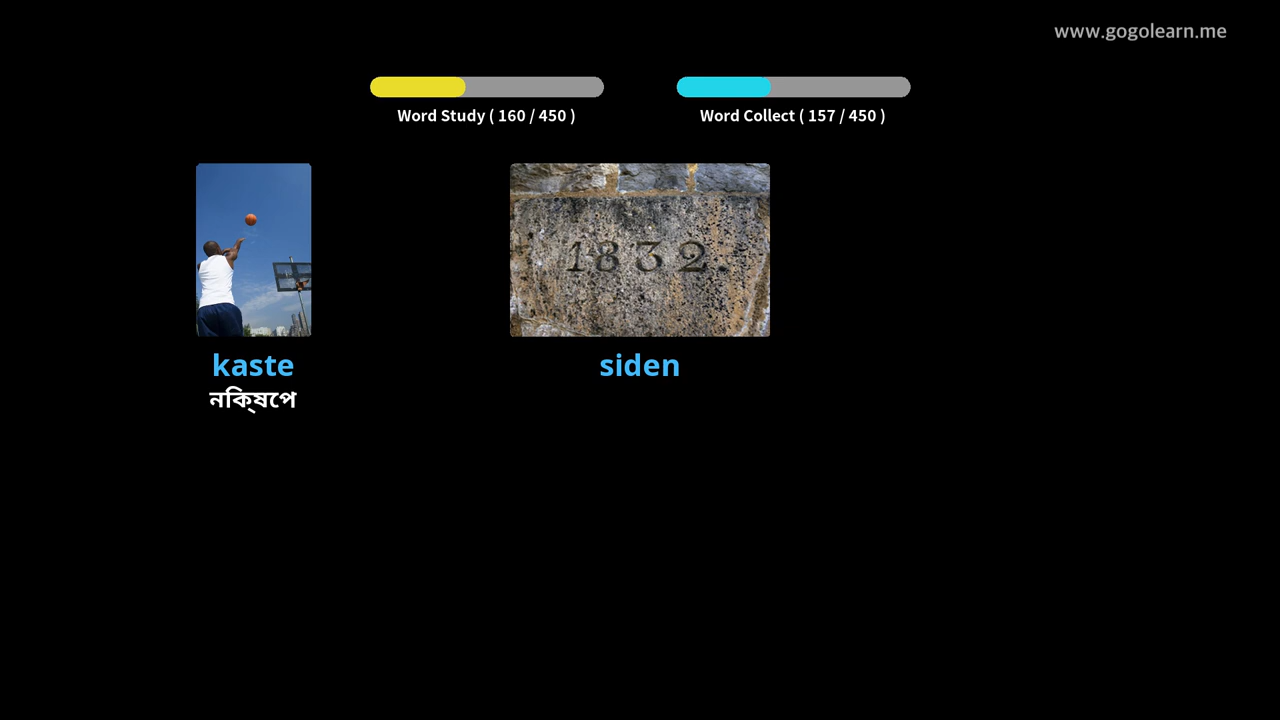 www.gogolearn.me
Word Study ( 160 / 450 )
Word Collect ( 157 / 450 )
1832
kaste
siden
নিক্ষেপ